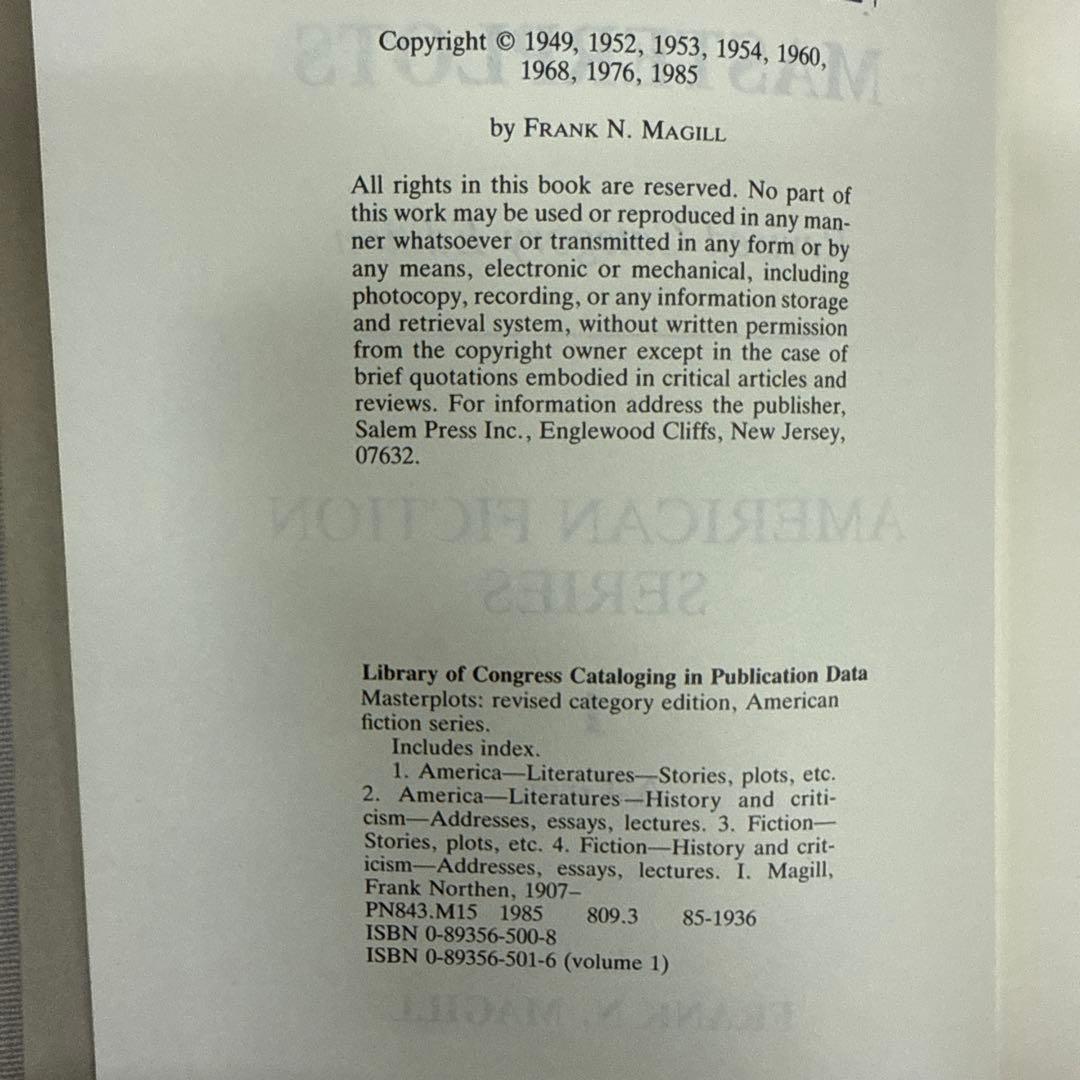 Copyright © 1949, 1952, 1953, 1954, 1960,
1968, 1976, 1985
by FRANK N. MAGILL
All rights in this book are reserved. No part of
this work may be used or reproduced in any man-
ner whatsoever or transmitted in any form or by
any means, electronic or mechanical, including
photocopy, recording, or any information storage
and retrieval system, without written permission
from the copyright owner except in the case of
brief quotations embodied in critical articles and
reviews. For information address the publisher,
Salem Press Inc., Englewood Cliffs, New Jersey,
07632.
Library of Congress Cataloging in Publication Data
Masterplots: revised category edition, American
fiction series.
Includes index.
1. America—Literatures—Stories, plots, etc.
2. America—Literatures—History and criti-
cism—Addresses, essays, lectures. 3. Fiction—
Stories, plots, etc. 4. Fiction—History and crit-
icism—Addresses, essays, lectures. I. Magill,
Frank Northen, 1907–
PN843.M15 1985 809.3 85-1936
ISBN 0-89356-500-8
ISBN 0-89356-501-6 (volume 1)